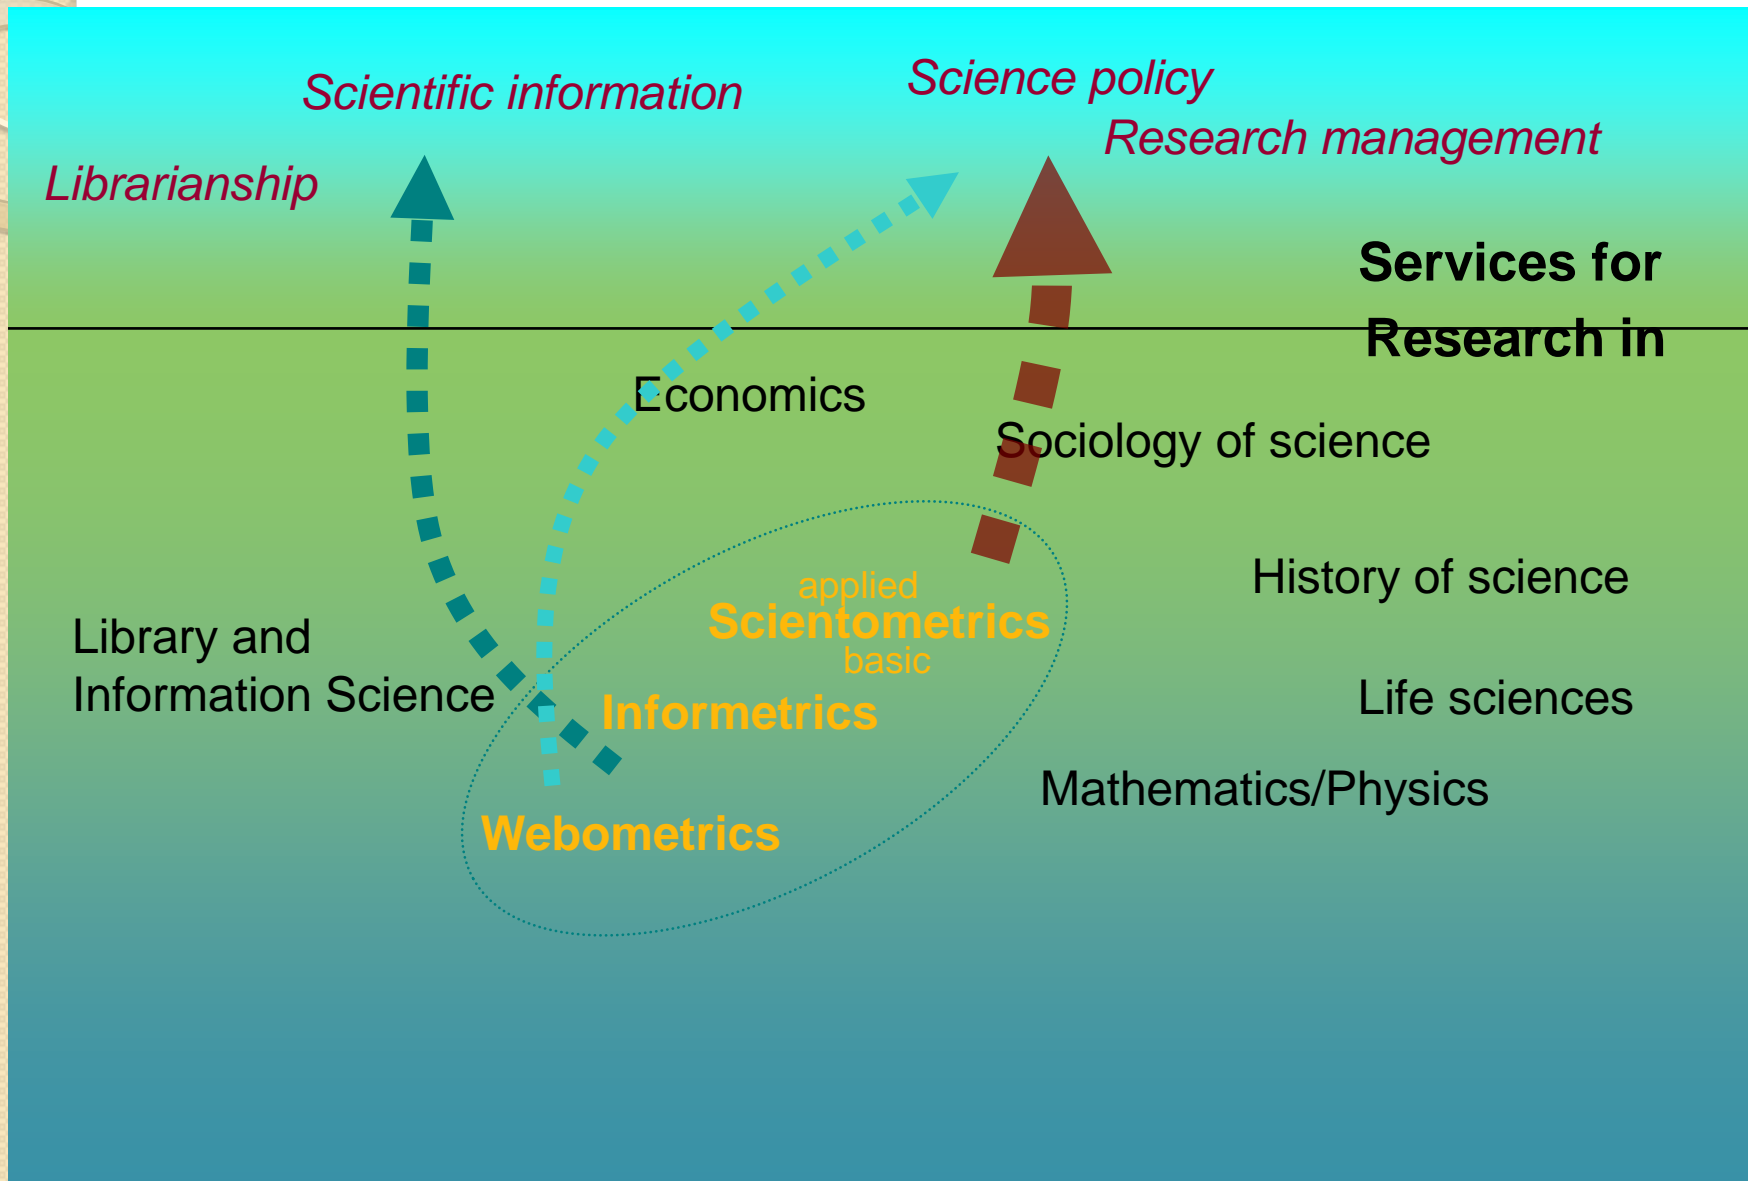 Scientific information
Science policy
Research management
Librarianship
Services for
Research in
Economics
Sociology of science
History of science
applied
Scientometrics
basic
Library and
Information Science
Informetrics
Life sciences
Mathematics/Physics
Webometrics